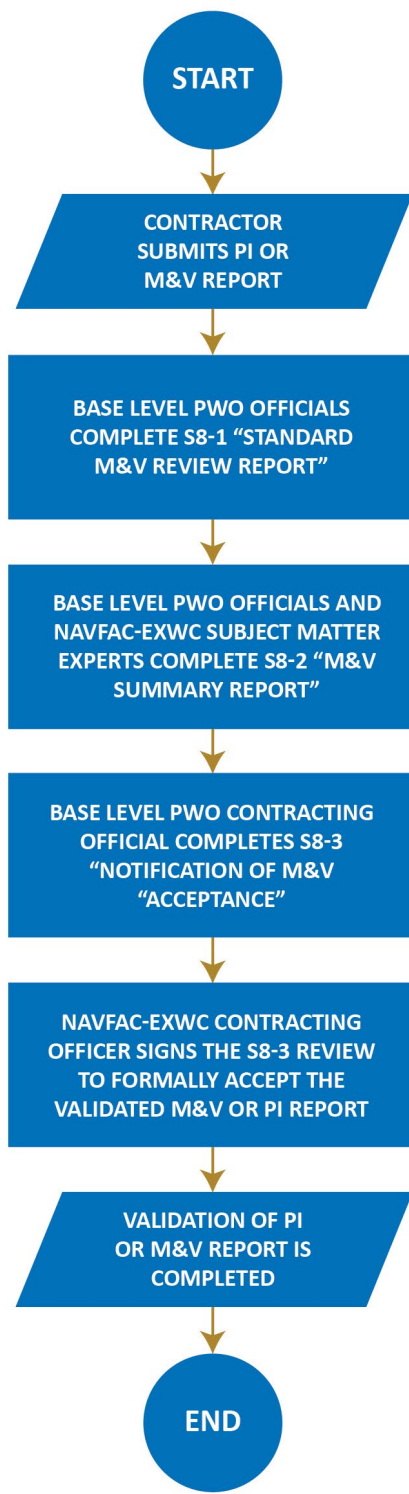 START
CONTRACTOR
SUBMITS PI OR
M&V REPORT
BASE LEVEL PWO OFFICIALS
COMPLETE S8-1 “STANDARD
M&V REVIEW REPORT”
BASE LEVEL PWO OFFICIALS AND
NAVFAC-EXWC SUBJECT MATTER
EXPERTS COMPLETE S8-2 “M&V
SUMMARY REPORT”
BASE LEVEL PWO CONTRACTING
OFFICIAL COMPLETES S8-3
“NOTIFICATION OF M&V
“ACCEPTANCE”
NAVFAC-EXWC CONTRACTING
OFFICER SIGNS THE S8-3 REVIEW
TO FORMALLY ACCEPT THE
VALIDATED M&V OR PI REPORT
VALIDATION OF PI
OR M&V REPORT IS
COMPLETED
END